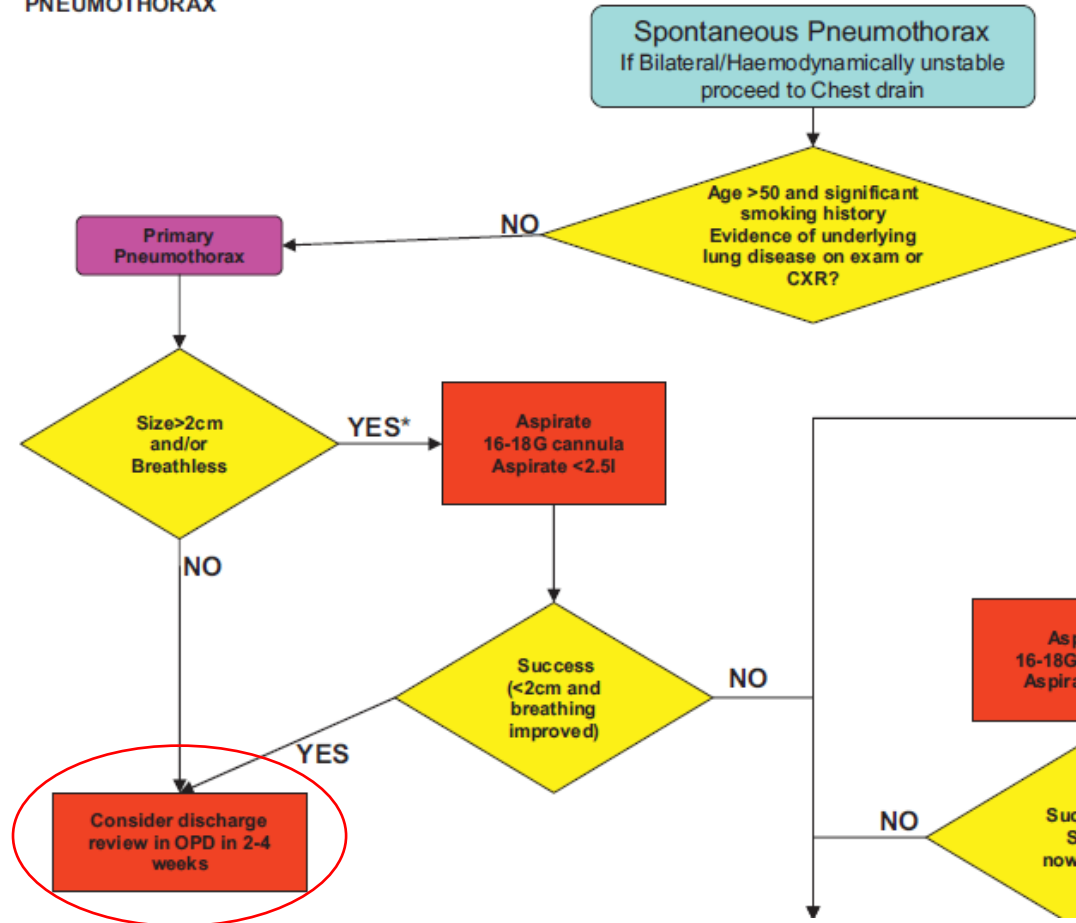 PNEUMOTHORAX
Spontaneous Pneumothorax
If Bilateral/Haemodynamically unstable
proceed to Chest drain
Age >50 and significant
smoking history
Evidence of underlying
lung disease on exam or
CXR?
NO
Primary
Pneumothorax
Size>2cm
and/or
Breathless
YES*
Aspirate
16-18G cannula
Aspirate <2.5l
NO
Success
(<2cm and
breathing
improved)
NO
YES
Consider discharge
review in OPD in 2-4
weeks
16-18G
NO
now